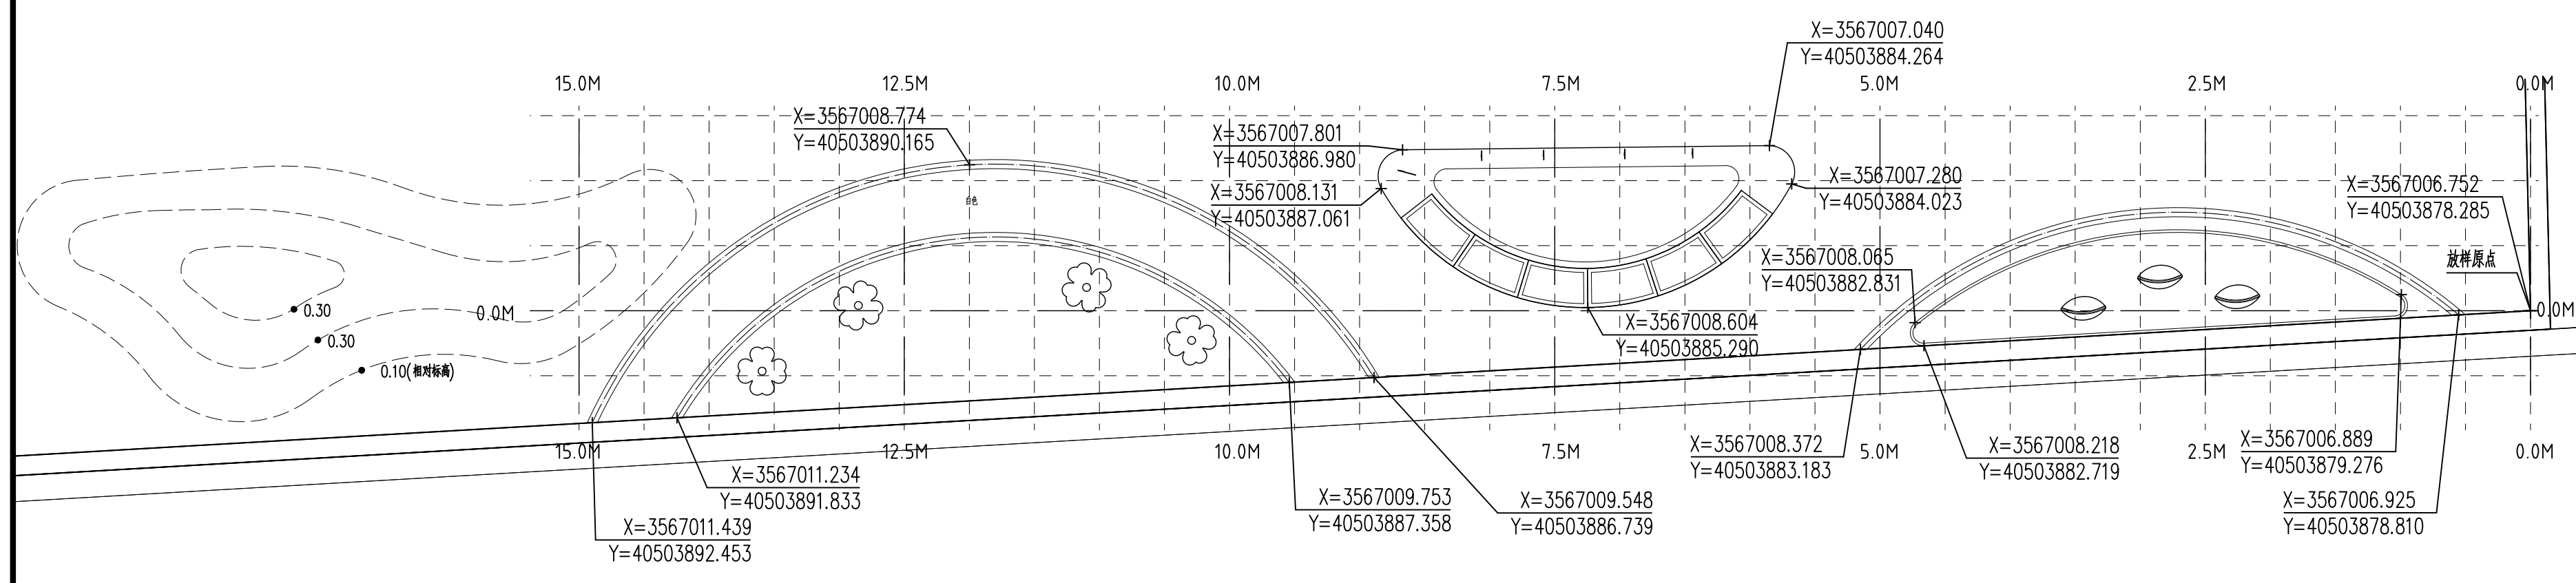 X=3567007.040
Y=40503884.264
15.0M
12.5M
10.0M
7.5M
5.0M
2.5M
0.0M
X=3567008.774
Y=40503890.165
X=3567007.801
Y=40503886.980
X=3567008.131
Y=40503887.061
X=3567007.280
Y=40503884.023
X=3567006.752
Y=40503878.285
白色
X=3567008.065
Y=40503882.831
放样原点
0.30
0.0M
0.0M
X=3567008.604
Y=40503885.290
0.30
0.10(相对标高)
15.0M
12.5M
10.0M
7.5M
5.0M
2.5M
0.0M
X=3567008.372
Y=40503883.183
X=3567008.218
Y=40503882.719
X=3567006.889
Y=40503879.276
X=3567011.234
Y=40503891.833
X=3567009.753
Y=40503887.358
X=3567009.548
Y=40503886.739
X=3567006.925
Y=40503878.810
X=3567011.439
Y=40503892.453